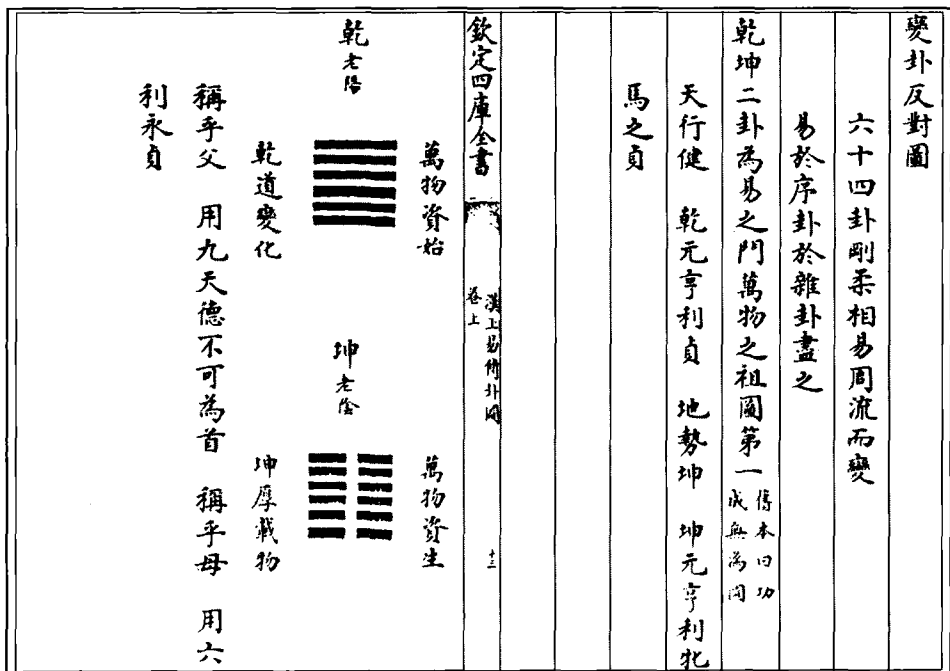 變卦反對圖
六十四卦剛柔相易周流而變
易於序卦於雜卦盡之
乾坤二卦為易之門萬物之祖圖第一
舊本曰功
成無為圖
天行健 乾元亨利貞 地勢坤 坤元亨利牝
馬之貞
欽定四庫全書
漢上易傳卦圖
卷上
十三
萬物資始
乾老陽
乾道變化
萬物資生
坤老陰
坤厚載物
稱乎父 用九天德不可為首 稱乎母 用六
利永貞